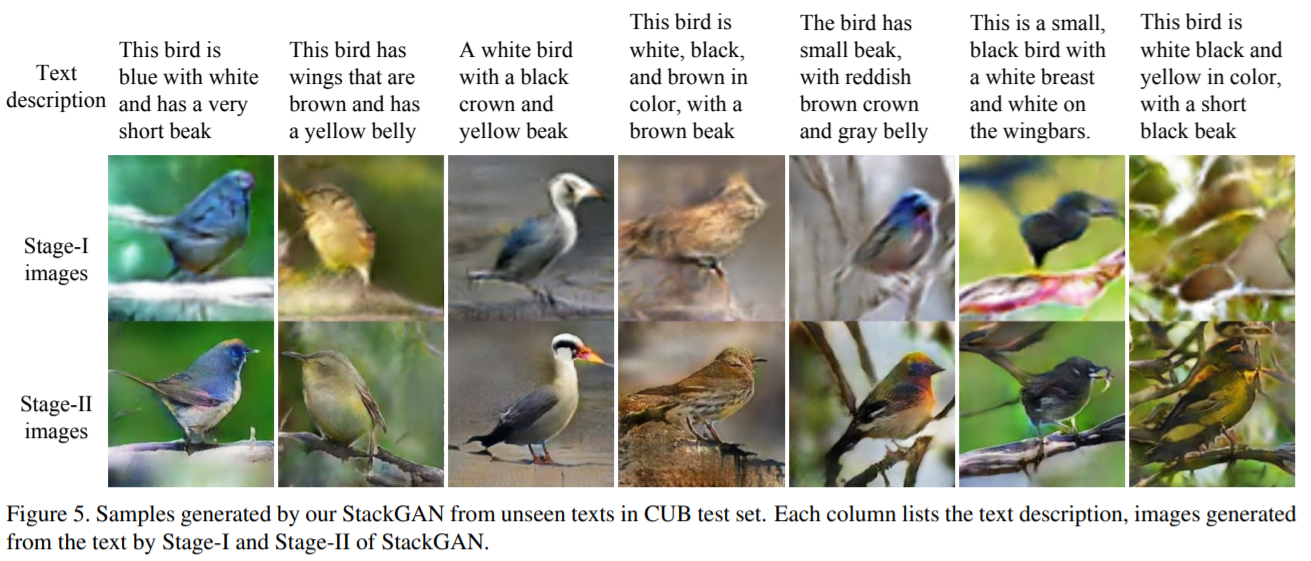 Text
description
This bird is
blue with white
and has a very
short beak
This bird has
wings that are
brown and has
a yellow belly
A white bird
with a black
crown and
yellow beak
This bird is
white, black,
and brown in
color, with a
brown beak
The bird has
small beak,
with reddish
brown crown
and gray belly
This is a small,
black bird with
a white breast
and white on
the wingbars.
This bird is
white black and
yellow in color,
with a short
black beak
Stage-I
images
Stage-II
images
Figure 5. Samples generated by our StackGAN from unseen texts in CUB test set. Each column lists the text description, images generated
from the text by Stage-I and Stage-II of StackGAN.